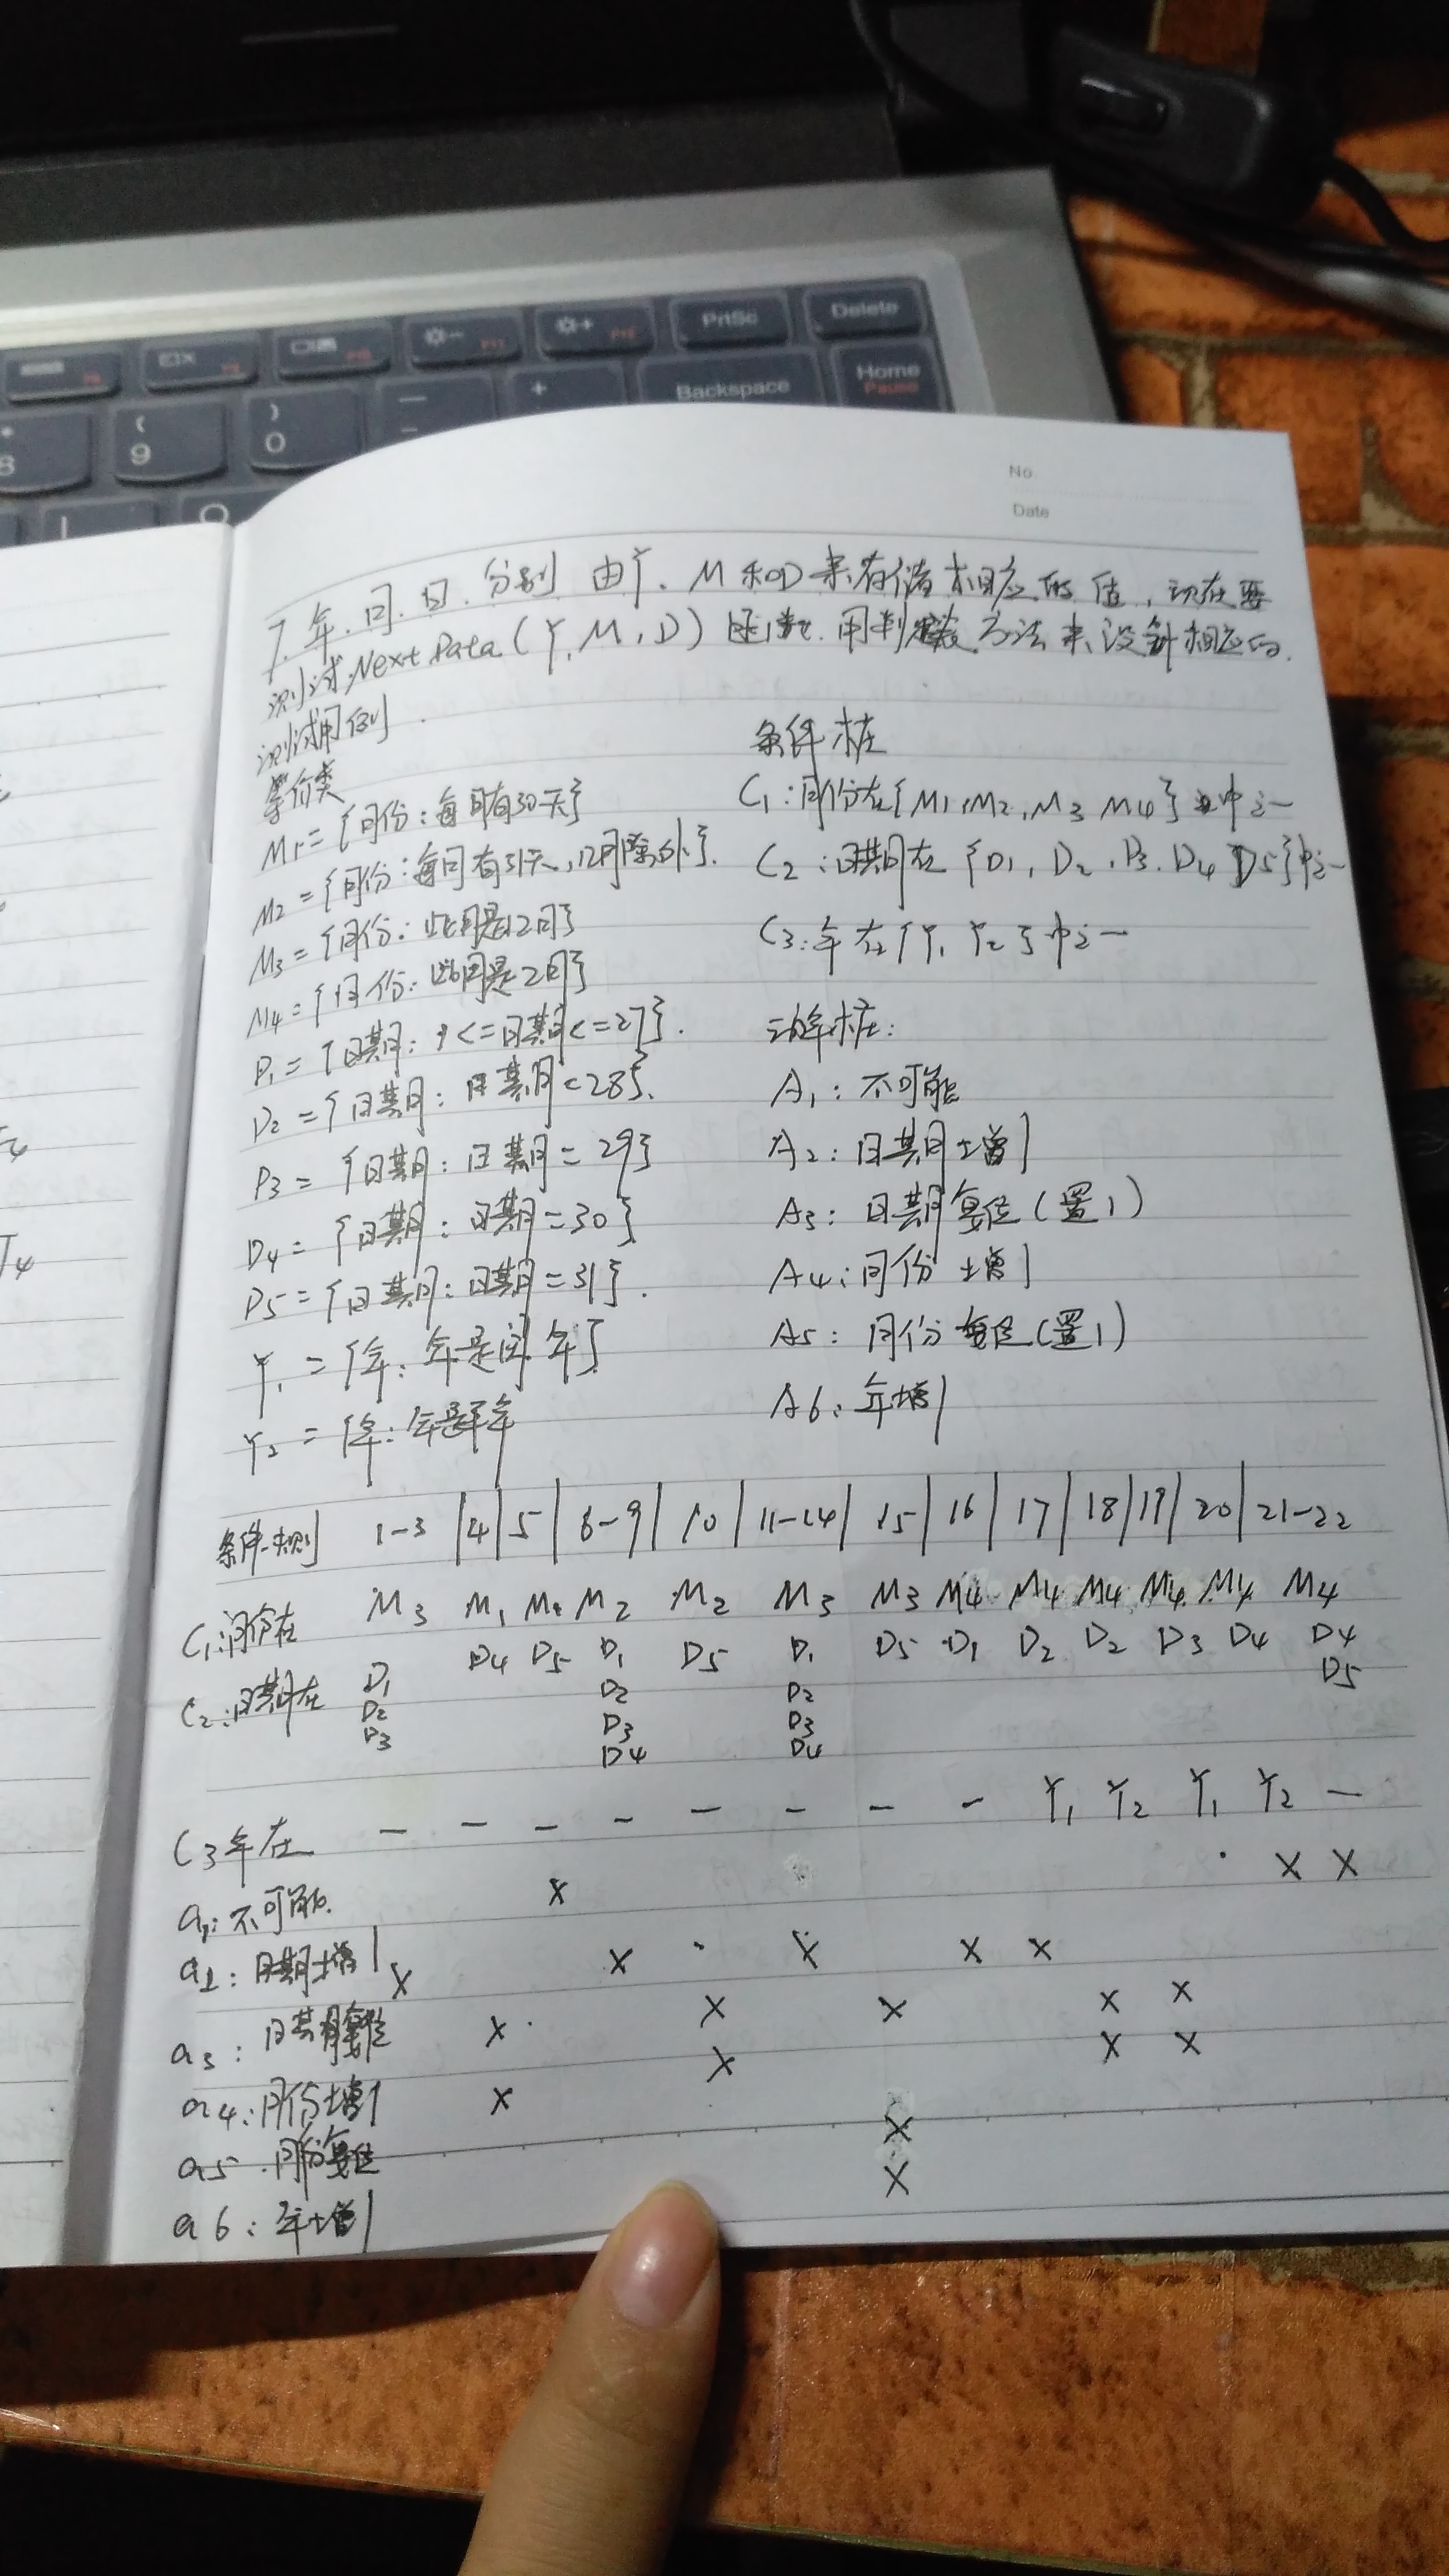 PrtSc
Delete
Backspace
Home
Pause
9
0
8
No.
Date
7. 年.月.日.分别由Y、M和D来存储相应的值，现在要
测试NextData(Y,M,D)函数.用判定表方法来设计相应的.
测试用例
等价类
M1={月份:每月有30天}
M2={月份:每月有31天,12月除外}.
M3={月份:此月是12月}
M4={月份:此月是2月}
D1={日期:1<=日期<=27}.
D2={日期:日期<28}.
D3={日期:日期=29}
D4={日期:日期=30}
D5={日期:日期=31}.
Y1={年:年是闰年}
Y2={年:年是平年
条件桩
C1:月份在{M1,M2,M3 M4}中之一
C2:日期在{D1,D2,D3.D4 D5}中之一
C3:年在{Y1 Y2}中之一
动作桩:
A1:不可能
A2:日期增1
A3:日期复位(置1)
A4:月份增1
A5:月份复位(置1)
A6:年增1
条件规则 1-3 4 5 6-9 10 11-14 15 16 17 18 19 20 21-22
C1:月份在 M3 M1 M1 M2 M2 M3 M3 M4 M4 M4 M4 M4 M4
C2:日期在 D1 D4 D5 D1 D5 D1 D5 D1 D2 D2 D3 D4 D4
D2 D2 D2 D5
D3 D3 D3
D4 D4
C3年在 — — — — — — — — Y1 Y2 Y1 Y2 —
a1:不可能. x x x
a2:日期增1 x x x x x
a3:日期复位 x x x x x
a4:月份增1 x x x x
a5.月份复位 x
a6:年增1 x